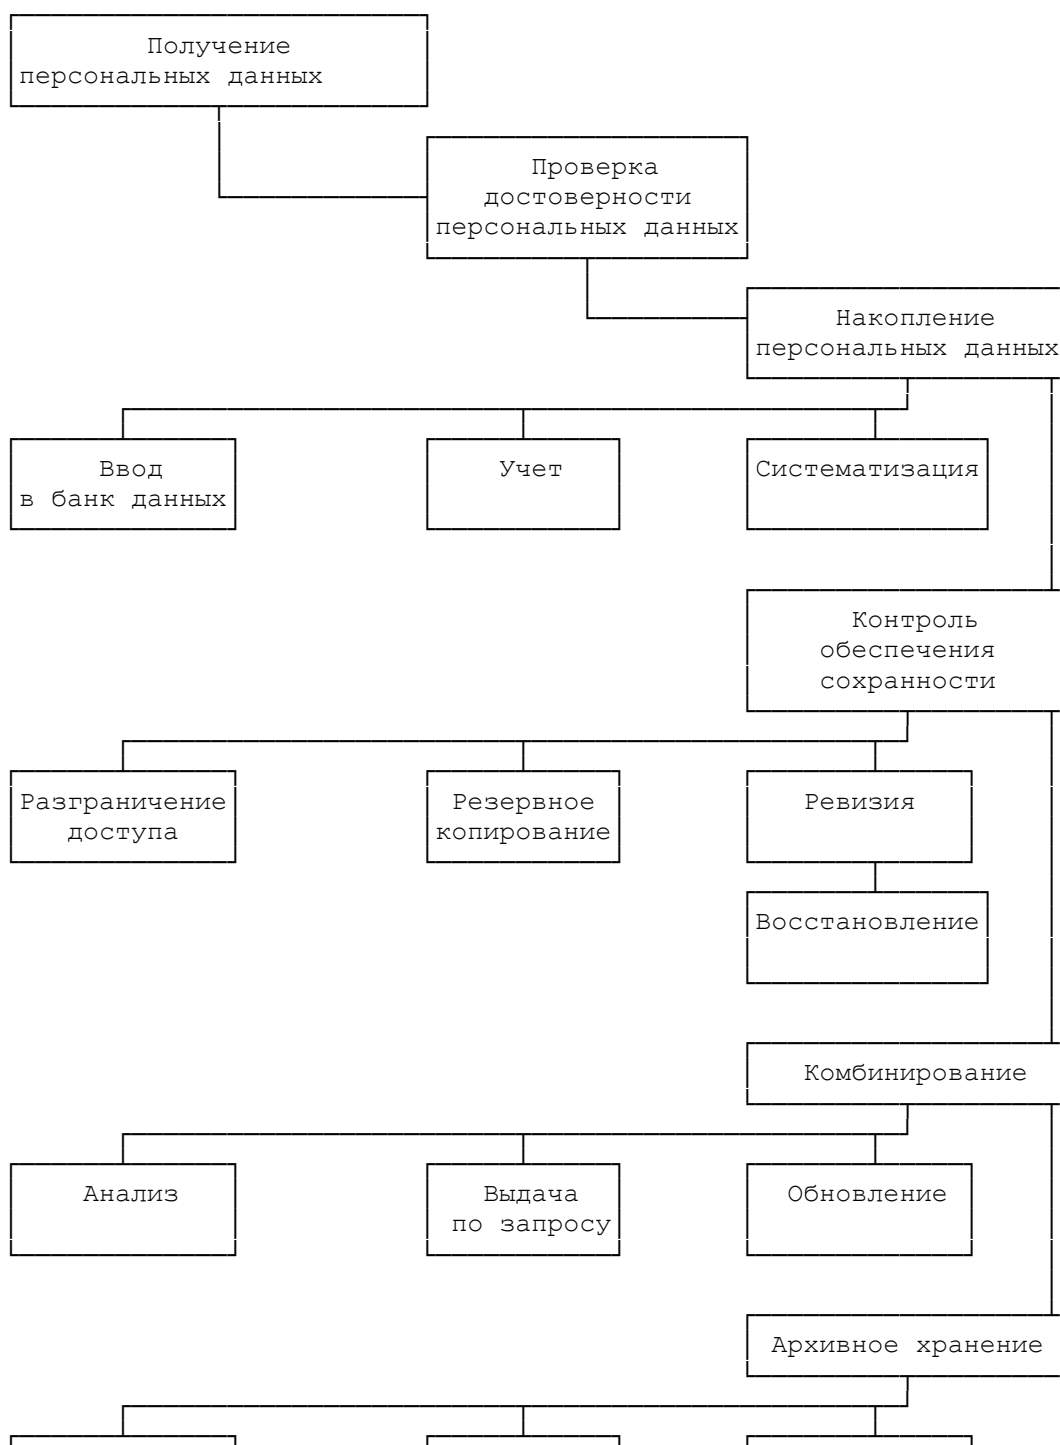 Получение
персональных данных
Проверка
достоверности
персональных данных
Накопление
персональных данных
Ввод
в банк данных
Учет
Систематизация
Контроль
обеспечения
сохранности
Разграничение
доступа
Резервное
копирование
Ревизия
Восстановление
Комбинирование
Анализ
Выдача
по запросу
Обновление
Архивное хранение